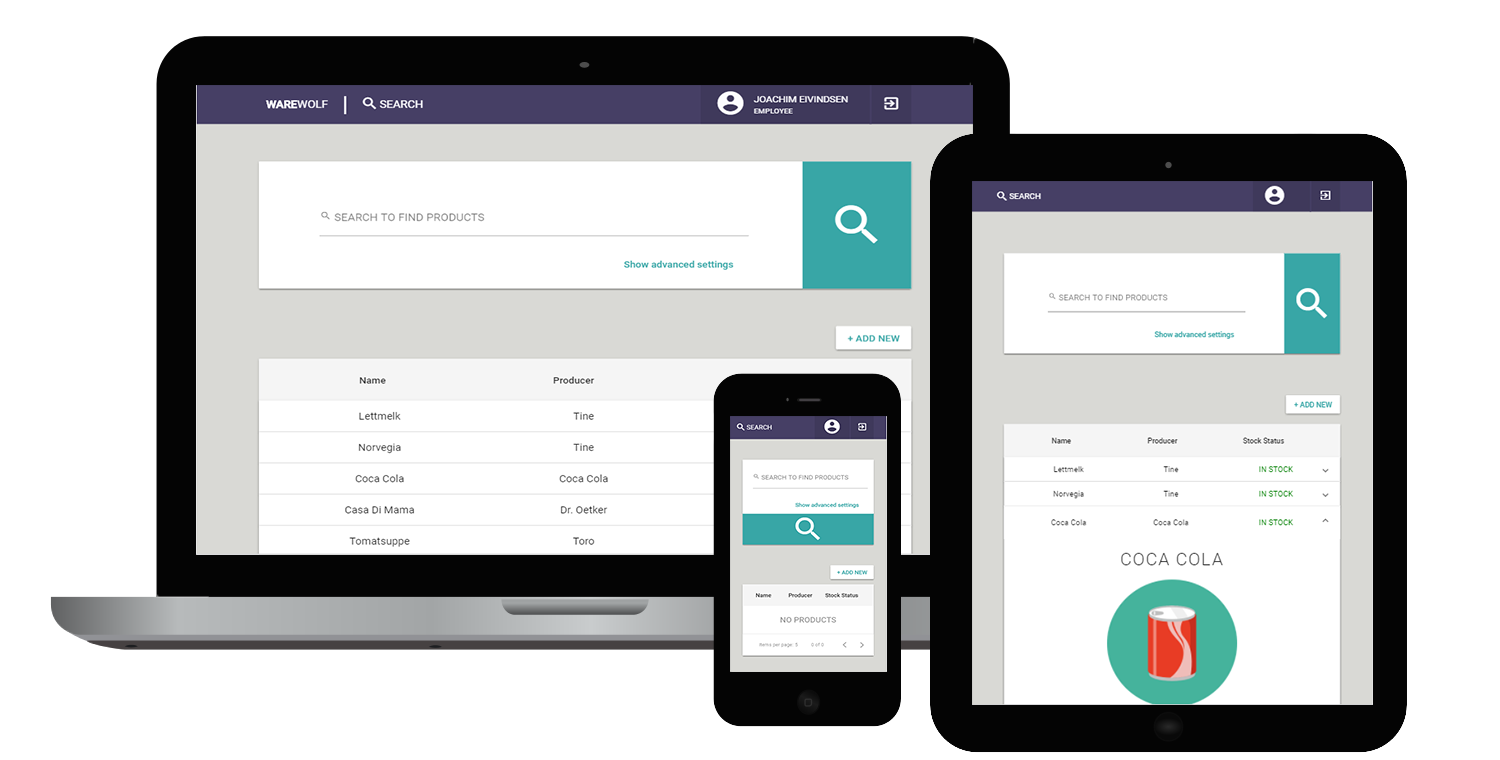 WAREWOLF | SEARCH
JOACHIM EIVINDSEN
EMPLOYEE
SEARCH TO FIND PRODUCTS
Show advanced settings
+ ADD NEW
Name Producer
Lettmelk Tine
Norvegia Tine
Coca Cola Coca Cola
Casa Di Mama Dr. Oetker
Tomatsuppe Toro
SEARCH
SEARCH TO FIND PRODUCTS
Show advanced settings
+ ADD NEW
Name Producer Stock Status
NO PRODUCTS
Items per page: 5 0 of 0
SEARCH
SEARCH TO FIND PRODUCTS
Show advanced settings
+ ADD NEW
Name Producer Stock Status
Lettmelk Tine IN STOCK
Norvegia Tine IN STOCK
Coca Cola Coca Cola IN STOCK
COCA COLA